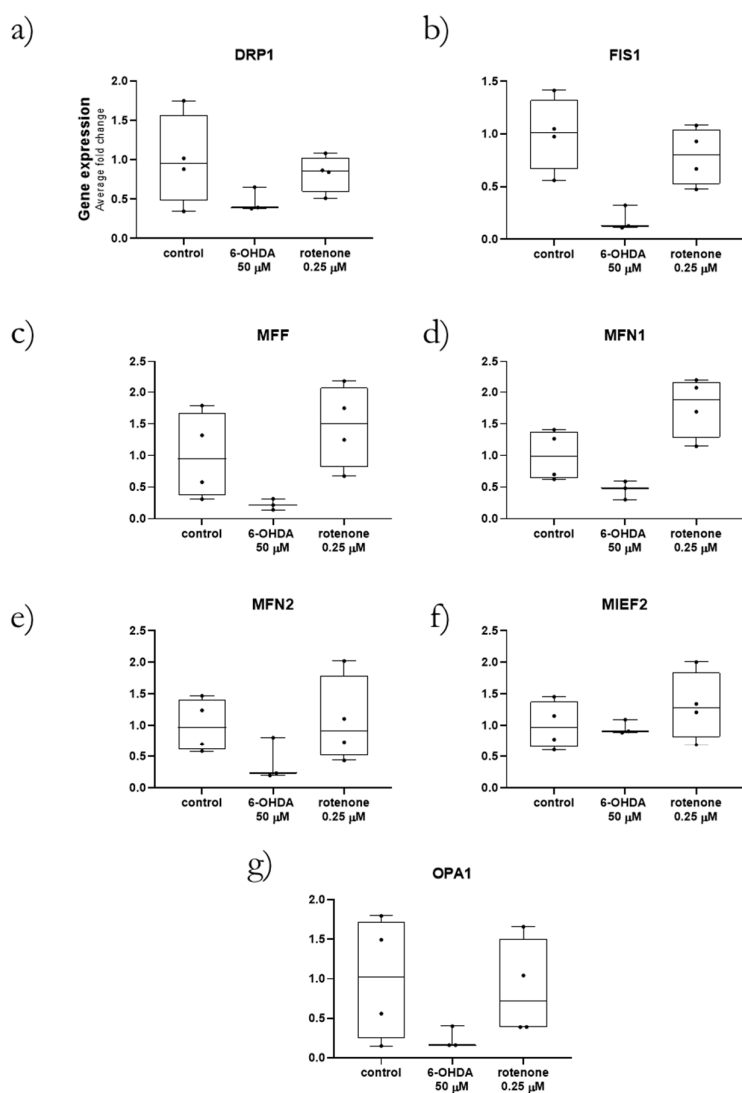 a)
DRP1
Gene expression
Average fold change
2.0
1.5
1.0
0.5
0.0
control
6-OHDA
50 µM
rotenone
0.25 µM
b)
FIS1
1.5
1.0
0.5
0.0
control
6-OHDA
50 µM
rotenone
0.25 µM
c)
MFF
2.5
2.0
1.5
1.0
0.5
0.0
control
6-OHDA
50 µM
rotenone
0.25 µM
d)
MFN1
2.5
2.0
1.5
1.0
0.5
0.0
control
6-OHDA
50 µM
rotenone
0.25 µM
e)
MFN2
2.5
2.0
1.5
1.0
0.5
0.0
control
6-OHDA
50 µM
rotenone
0.25 µM
f)
MIEF2
2.5
2.0
1.5
1.0
0.5
0.0
control
6-OHDA
50 µM
rotenone
0.25 µM
g)
OPA1
2.0
1.5
1.0
0.5
0.0
control
6-OHDA
50 µM
rotenone
0.25 µM